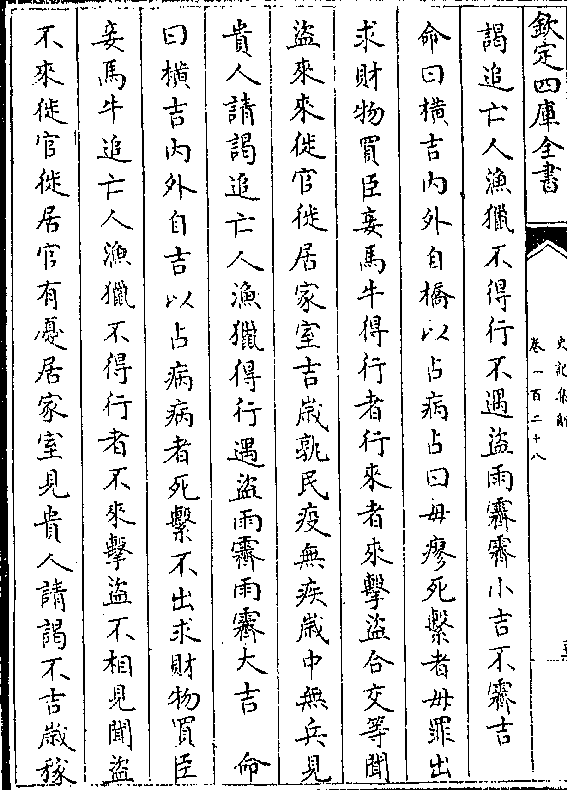 欽定四庫全書
史記集解
卷一百二十八
謁追亡人漁獵不得行不遇盜雨霽霽小吉不霽吉
命曰橫吉內外自橋以占病占曰毋瘳死繫者毋罪出
求財物買臣妾馬牛得行者行來者來擊盜合交等聞
盜來來徙官徙居家室吉嵗孰民疫無疾嵗中無兵見
貴人請謁追亡人漁獵得行遇盜雨霽雨霽大吉　命
曰橫吉內外自吉以占病病者死繫不出求財物買臣
妾馬牛追亡人漁獵不得行者不來擊盜不相見聞盜
不來徙官徙居官有憂居家室見貴人請謁不吉嵗稼